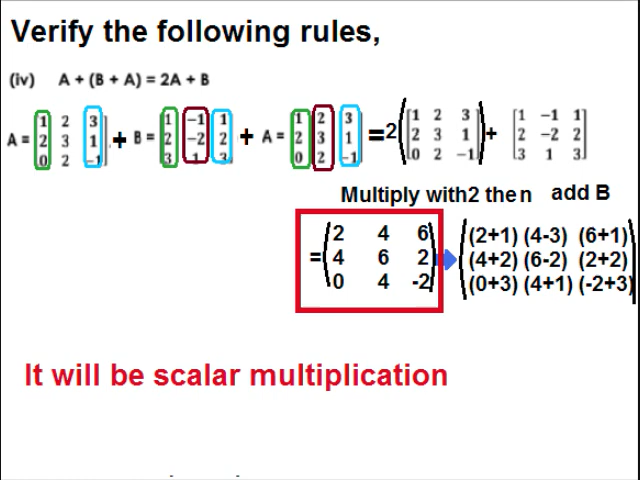 Verify the following rules,
(iv) A + (B + A) = 2A + B
1 2 3 1 -1 1 1 2 3 1 2 3 1 -1 1
A = 2 3 1 + B = 2 -2 2 + A = 2 3 1 =2 2 3 1 + 2 -2 2
0 2 -1 3 1 3 0 2 -1 0 2 -1 3 1 3
Multiply with2 then add B
2 4 6 (2+1) (4-3) (6+1)
= 4 6 2 (4+2) (6-2) (2+2)
0 4 -2 (0+3) (4+1) (-2+3)
It will be scalar multiplication